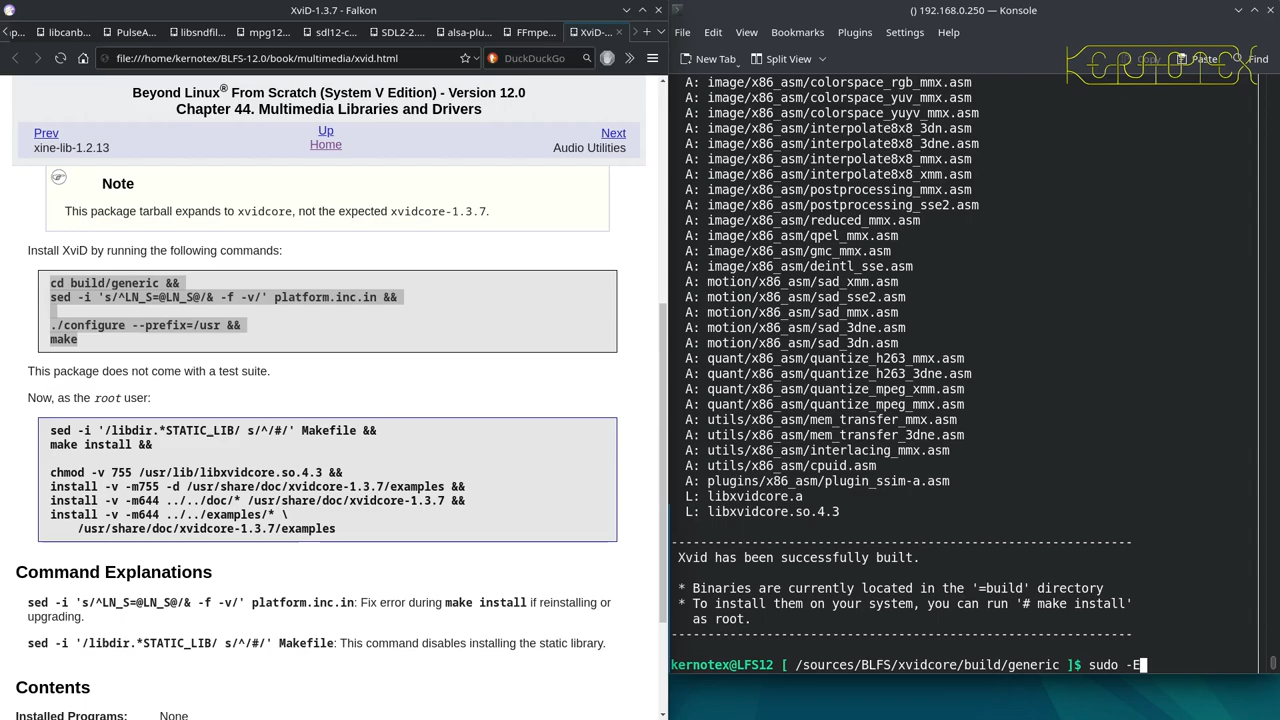 XviD-1.3.7 - Falkon
libcanb...
PulseA...
libsndfil...
mpg12...
sdl12-c...
SDL2-2....
alsa-plu...
FFmpe...
XviD-...
file:///home/kernotex/BLFS-12.0/book/multimedia/xvid.html
DuckDuckGo
Beyond Linux® From Scratch (System V Edition) - Version 12.0
Chapter 44. Multimedia Libraries and Drivers
Prev
Up
Next
xine-lib-1.2.13
Home
Audio Utilities
Note
This package tarball expands to xvidcore, not the expected xvidcore-1.3.7.
Install XviD by running the following commands:
cd build/generic &&
sed -i 's/^LN_S=@LN_S@/& -f -v/' platform.inc.in &&
./configure --prefix=/usr &&
make
This package does not come with a test suite.
Now, as the root user:
sed -i '/libdir.*STATIC_LIB/ s/^/#/' Makefile &&
make install &&
chmod -v 755 /usr/lib/libxvidcore.so.4.3 &&
install -v -m755 -d /usr/share/doc/xvidcore-1.3.7/examples &&
install -v -m644 ../../doc/* /usr/share/doc/xvidcore-1.3.7 &&
install -v -m644 ../../examples/* \
/usr/share/doc/xvidcore-1.3.7/examples
Command Explanations
sed -i 's/^LN_S=@LN_S@/& -f -v/' platform.inc.in: Fix error during make install if reinstalling or
upgrading.
sed -i '/libdir.*STATIC_LIB/ s/^/#/' Makefile: This command disables installing the static library.
Contents
Installed Programs: None
() 192.168.0.250 — Konsole
File Edit View Bookmarks Plugins Settings Help
New Tab Split View Copy Paste Find
KERNOTEX
A: image/x86_asm/colorspace_rgb_mmx.asm
A: image/x86_asm/colorspace_yuv_mmx.asm
A: image/x86_asm/colorspace_yuyv_mmx.asm
A: image/x86_asm/interpolate8x8_3dn.asm
A: image/x86_asm/interpolate8x8_3dne.asm
A: image/x86_asm/interpolate8x8_mmx.asm
A: image/x86_asm/interpolate8x8_xmm.asm
A: image/x86_asm/postprocessing_mmx.asm
A: image/x86_asm/postprocessing_sse2.asm
A: image/x86_asm/reduced_mmx.asm
A: image/x86_asm/qpel_mmx.asm
A: image/x86_asm/gmc_mmx.asm
A: image/x86_asm/deintl_sse.asm
A: motion/x86_asm/sad_xmm.asm
A: motion/x86_asm/sad_sse2.asm
A: motion/x86_asm/sad_mmx.asm
A: motion/x86_asm/sad_3dne.asm
A: motion/x86_asm/sad_3dn.asm
A: quant/x86_asm/quantize_h263_mmx.asm
A: quant/x86_asm/quantize_h263_3dne.asm
A: quant/x86_asm/quantize_mpeg_xmm.asm
A: quant/x86_asm/quantize_mpeg_mmx.asm
A: utils/x86_asm/mem_transfer_mmx.asm
A: utils/x86_asm/mem_transfer_3dne.asm
A: utils/x86_asm/interlacing_mmx.asm
A: utils/x86_asm/cpuid.asm
A: plugins/x86_asm/plugin_ssim-a.asm
L: libxvidcore.a
L: libxvidcore.so.4.3
---------------------------------------------------------------
Xvid has been successfully built.
* Binaries are currently located in the '=build' directory
* To install them on your system, you can run '# make install'
as root.
---------------------------------------------------------------
kernotex@LFS12 [ /sources/BLFS/xvidcore/build/generic ]$ sudo -E